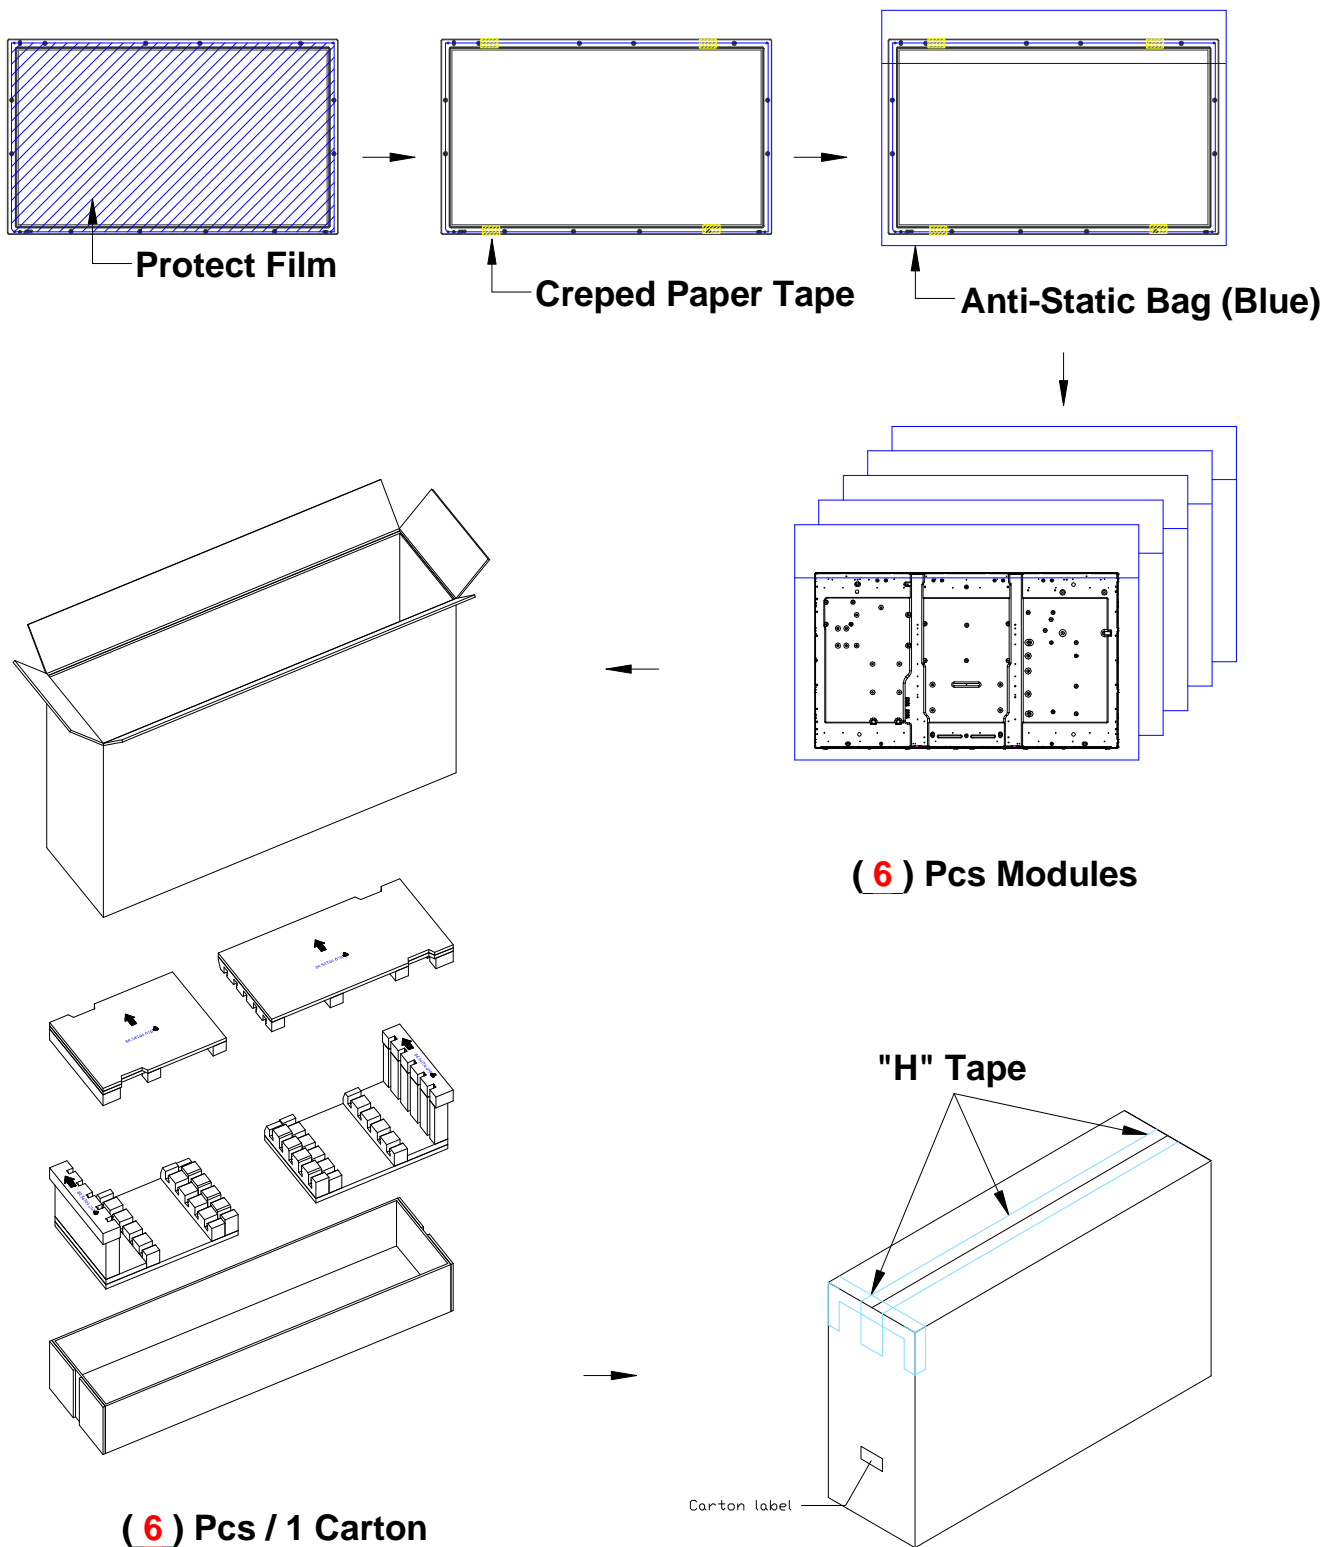 Protect Film
Creped Paper Tape
Anti-Static Bag (Blue)
( 6 ) Pcs Modules
"H" Tape
Carton label
( 6 ) Pcs / 1 Carton